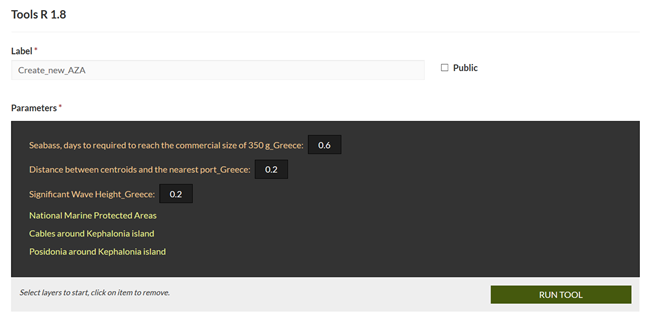 Tools R 1.8
Label *
Create_new_AZA
Public
Parameters *
Seabass, days to required to reach the commercial size of 350 g_Greece: 0.6
Distance between centroids and the nearest port_Greece: 0.2
Significant Wave Height_Greece: 0.2
National Marine Protected Areas
Cables around Kephalonia island
Posidonia around Kephalonia island
Select layers to start, click on item to remove.
RUN TOOL